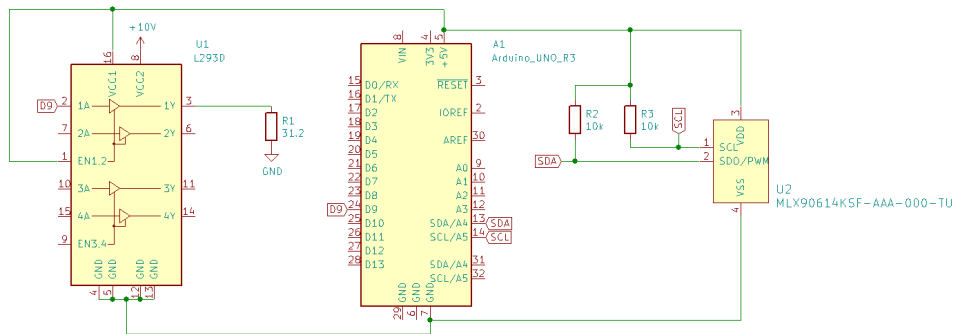 +10V
U1
L293D
16
8
VCC1
VCC2
D9
2
1A
1Y
3
7
2A
2Y
6
1
EN1,2
10
3A
3Y
11
15
4A
4Y
14
9
EN3,4
GND
GND
GND
GND
4
5
12
13
R1
31.2
GND
A1
Arduino_UNO_R3
8
4
5
VIN
3V3
+5V
15
D0/RX
RESET
3
16
D1/TX
17
D2
IOREF
2
18
D3
19
D4
AREF
30
20
D5
21
D6
A0
9
22
D7
A1
10
23
D8
A2
11
D9
24
D9
A3
12
25
D10
SDA/A4
13
SDA
26
D11
SCL/A5
14
SCL
27
D12
28
D13
SDA/A4
31
SCL/A5
32
GND
GND
GND
29
6
7
R2
10k
R3
10k
SCL
SDA
3
VDD
1
SCL
2
SDO/PWM
VSS
4
U2
MLX90614KSF-AAA-000-TU